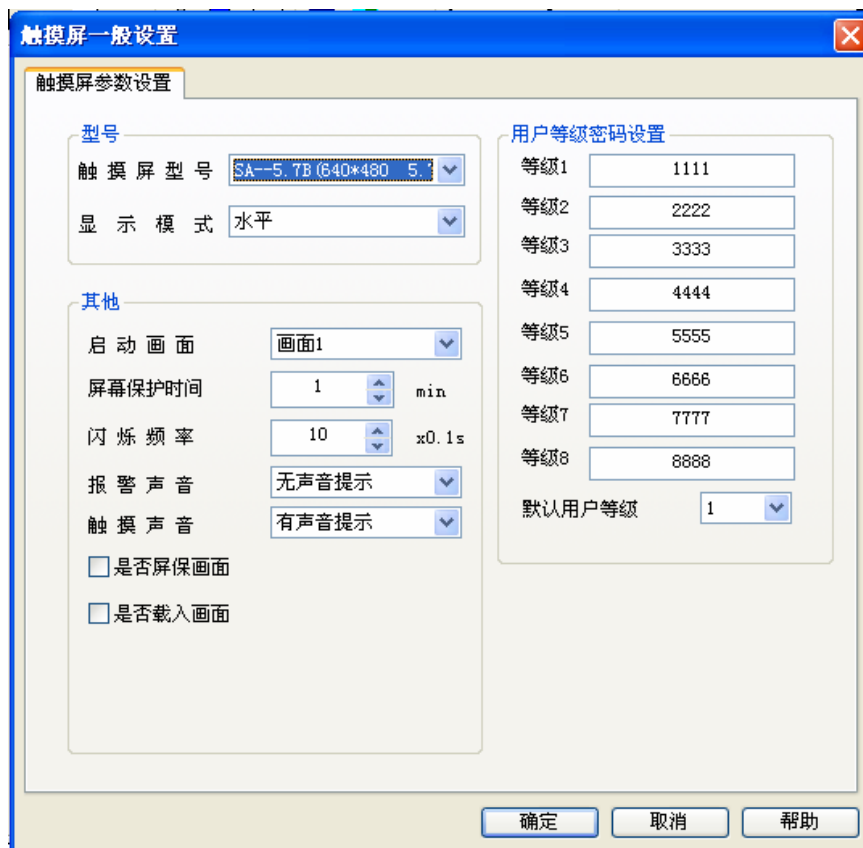 触摸屏一般设置
触摸屏参数设置
型号
触摸屏型号 SA--5.7B(640*480 5.
显示模式 水平
其他
启动画面 画面1
屏幕保护时间 1 min
闪烁频率 10 x0.1s
报警声音 无声音提示
触摸声音 有声音提示
是否屏保画面
是否载入画面
用户等级密码设置
等级1 1111
等级2 2222
等级3 3333
等级4 4444
等级5 5555
等级6 6666
等级7 7777
等级8 8888
默认用户等级 1
确定 取消 帮助